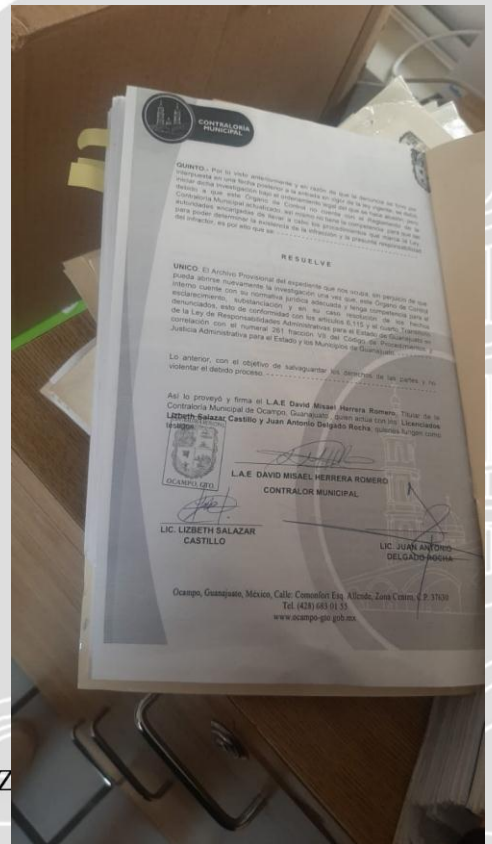 CONTRALORIA
MUNICIPAL
QUINTO.- Por lo visto anteriormente y en razón de que la denuncia se tuvo por
interpuesta en una fecha posterior a la entrada en vigor de la ley vigente, se debió
iniciar dicha investigación bajo el ordenamiento legal del que se hace alusión, pero
debido a que este Órgano de Control no cuenta con el Reglamento de la
Contraloría Municipal actualizado, así mismo no tiene la competencia para que las
autoridades encargadas de llevar a cabo los procedimientos que marca la Ley,
para poder determinar la existencia de la infracción y la presunta responsabilidad
del infractor, es por ello que se
RESUELVE
UNICO. El Archivo Provisional del expediente que nos ocupa, sin perjuicio de que
pueda abrirse nuevamente la investigación una vez que, este Órgano de Control
interno cuente con su normativa jurídica adecuada y tenga competencia para el
esclarecimiento, substanciación y en su caso resolución de los hechos
denunciados, esto de conformidad con los artículos 8,115 y el cuarto Transitorio
de la Ley de Responsabilidades Administrativas para el Estado de Guanajuato en
correlación con el numeral 261 fracción VII del Código de Procedimientos y
Justicia Administrativa para el Estado y los Municipios de Guanajuato.
Lo anterior, con el objetivo de salvaguardar los derechos de las partes y no
violentar el debido proceso.
Así lo proveyó y firma el L.A.E David Misael Herrera Romero, Titular de la
Contraloría Municipal de Ocampo, Guanajuato, quien actúa con los Licenciados
Lizbeth Salazar Castillo y Juan Antonio Delgado Rocha, quienes fungen como
testigos.
OCAMPO, GTO.
L.A.E DAVID MISAEL HERRERA ROMERO
CONTRALOR MUNICIPAL
LIC. LIZBETH SALAZAR
CASTILLO
LIC. JUAN ANTONIO
DELGADO ROCHA
Ocampo, Guanajuato, México, Calle: Comonfort Esq. Allende, Zona Centro, C.P. 37630
Tel. (428) 683 01 55
www.ocampo-gto.gob.mx
Z